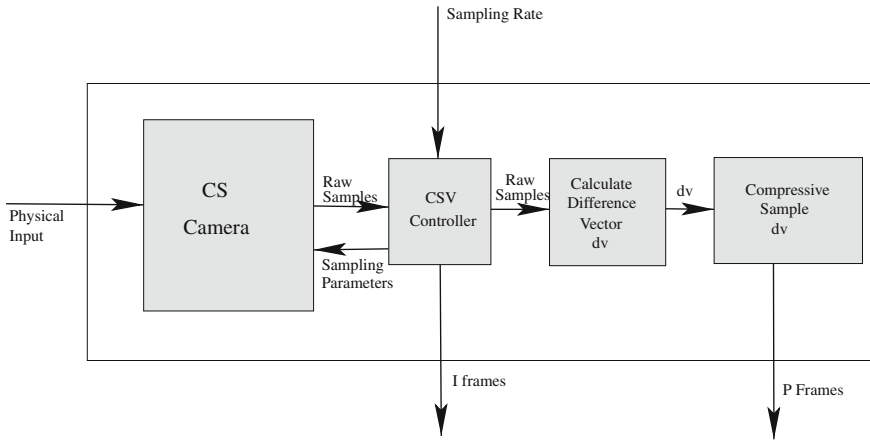 Sampling Rate
Physical
Input
CS
Camera
Raw
Samples
Sampling
Parameters
CSV
Controller
Raw
Samples
Calculate
Difference
Vector
dv
dv
Compressive
Sample
dv
I frames
P Frames